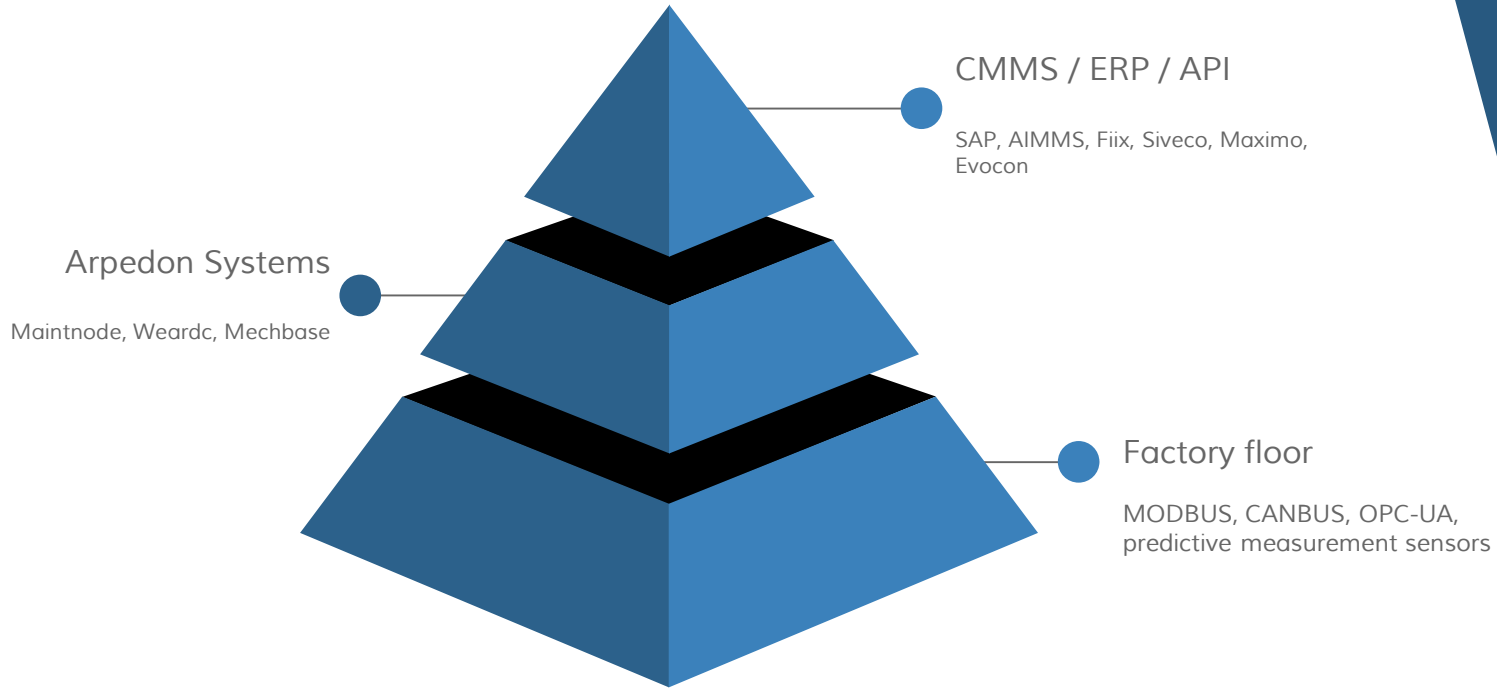 CMMS / ERP / API
SAP, AIMMS, Fiix, Siveco, Maximo,
Evocon
Arpedon Systems
Maintnode, Weardc, Mechbase
Factory floor
MODBUS, CANBUS, OPC-UA,
predictive measurement sensors